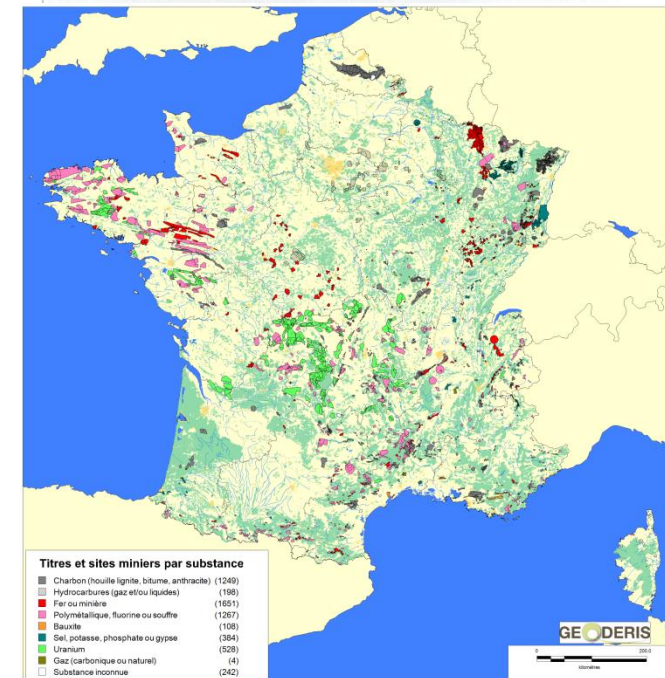 Titres et sites miniers par substance
Charbon (houille lignite, bitume, anthracite) (1249)
Hydrocarbures (gaz et/ou liquides) (198)
Fer ou minière (1651)
Polymétallique, fluorine ou souffre (1267)
Bauxite (108)
Sel, potasse, phosphate ou gypse (384)
Uranium (528)
Gaz (carbonique ou naturel) (4)
Substance inconnue (242)
GEODERIS
0 200.0
kilomètres